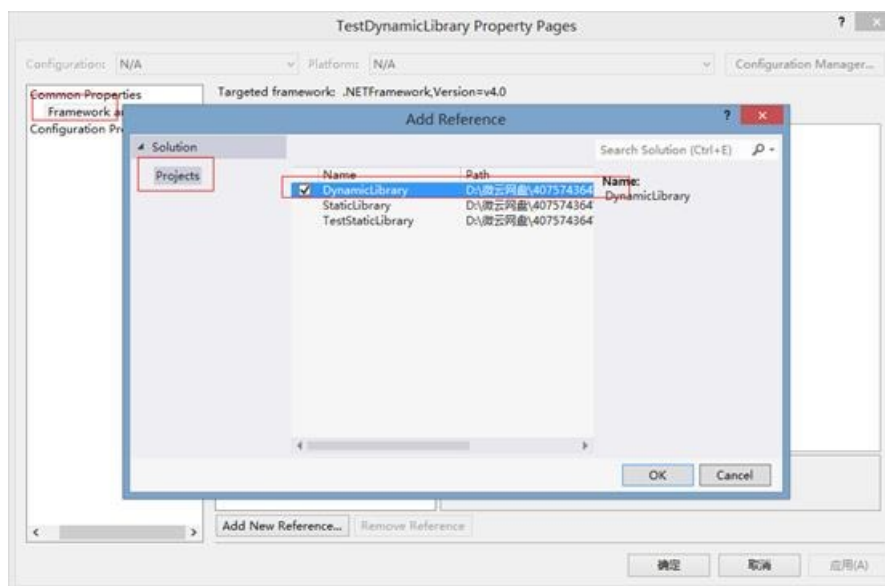 TestDynamicLibrary Property Pages
?
Configuration: N/A Platform: N/A Configuration Manager...
Common Properties
Framework a
Configuration Pr
Targeted framework: .NETFramework,Version=v4.0
Add Reference
? ×
Solution
Search Solution (Ctrl+E)
Projects
Name Path
DynamicLibrary D:\微云网盘\407574364
StaticLibrary D:\微云网盘\407574364
TestStaticLibrary D:\微云网盘\407574364
Name:
DynamicLibrary
OK Cancel
Add New Reference... Remove Reference
确定 取消 应用(A)